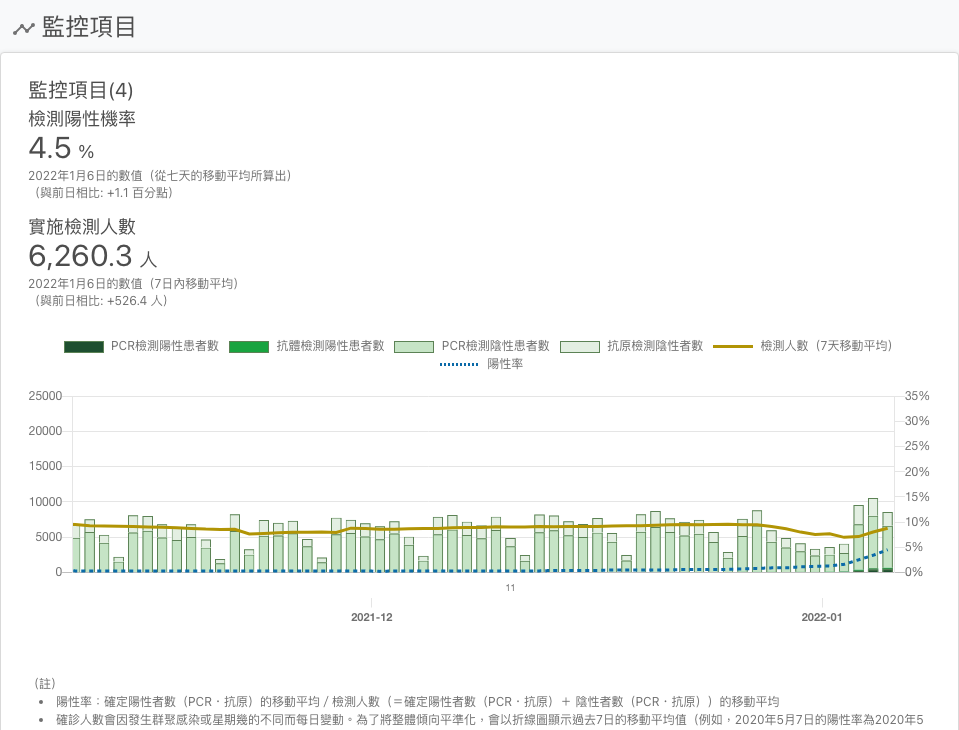 監控項目
監控項目(4)
檢測陽性機率
4.5 %
2022年1月6日的數值（從七天的移動平均所算出）
（與前日相比: +1.1 百分點）
實施檢測人數
6,260.3 人
2022年1月6日的數值（7日內移動平均）
（與前日相比: +526.4 人）
PCR檢測陽性患者數 抗體檢測陽性患者數 PCR檢測陰性患者數 抗原檢測陰性者數 檢測人數（7天移動平均）
陽性率
25000 35%
30%
20000
25%
15000 20%
15%
10000
10%
5000 5%
0 0%
11
2021-12 2022-01
（註）
• 陽性率：確定陽性者數（PCR・抗原）的移動平均 / 檢測人數（＝確定陽性者數（PCR・抗原）＋ 陰性者數（PCR・抗原））的移動平均
• 確診人數會因發生群聚感染或星期幾的不同而每日變動。為了將整體傾向平準化，會以折線圖顯示過去7日的移動平均值（例如，2020年5月7日的陽性率為2020年5